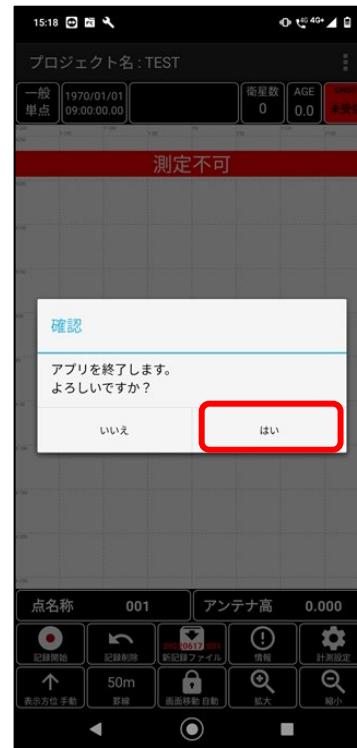 15:18
4G 4G+
プロジェクト名 : TEST
一般
単点
1970/01/01
09:00:00.00
衛星数
0
AGE
0.0
測定不可
確認
アプリを終了します。
よろしいですか？
いいえ
はい
点名称 001
アンテナ高 0.000
記録開始
記録削除
新記録ファイル
情報
計測設定
表示方位 手動
50m
罫線
画面移動 自動
拡大
縮小